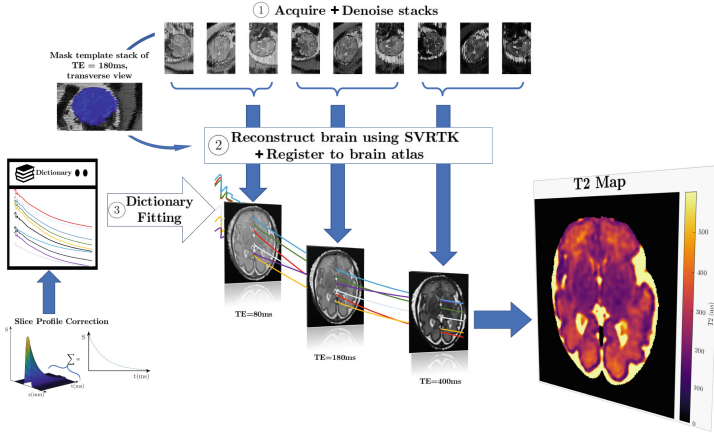 1 Acquire + Denoise stacks
Mask template stack of
TE = 180ms,
transverse view
2 Reconstruct brain using SVRTK
+Register to brain atlas
Dictionary
3 Dictionary
Fitting
T2 Map
500
400
300
200
100
0
T2 (ms)
TE=80ms
TE=180ms
TE=400ms
Slice Profile Correction
S
S
∑ =
t(ms)
t(ms)